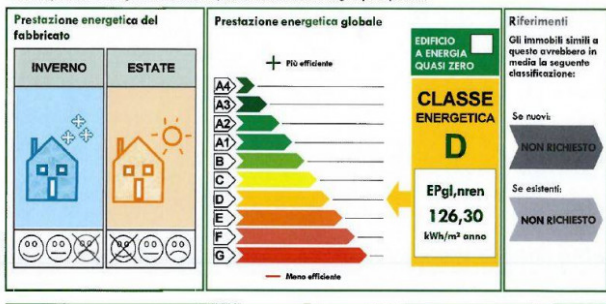 Prestazione energetica del
fabbricato
INVERNO
ESTATE
Prestazione energetica globale
Più efficiente
A4
A3
A2
A1
B
C
D
E
F
G
Meno efficiente
EDIFICIO
A ENERGIA
QUASI ZERO
CLASSE
ENERGETICA
D
EPgl,nren
126,30
kWh/m² anno
Riferimenti
Gli immobili simili a
questo avrebbero in
media la seguente
classificazione:
Se nuovi:
NON RICHIESTO
Se esistenti:
NON RICHIESTO